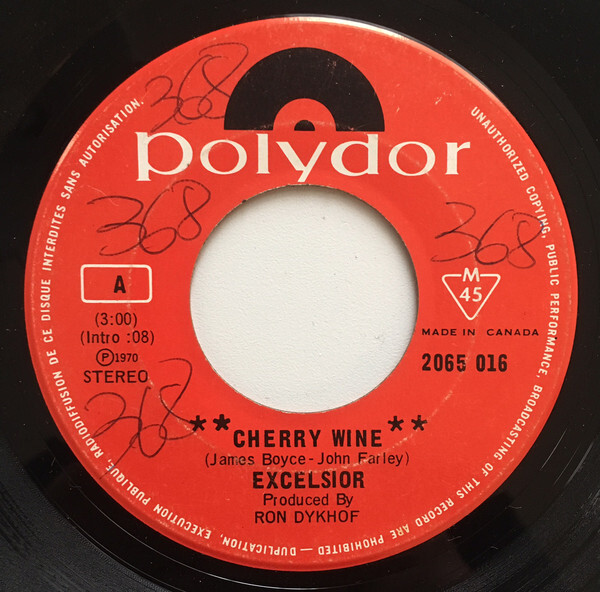 368
polydor
368
368
A
M
45
(3:00)
(Intro :08)
Ⓟ1970
STEREO
MADE IN CANADA
2065 016
368
**CHERRY WINE**
(James Boyce - John Farley)
EXCELSIOR
Produced By
RON DYKHOF
UNAUTHORIZED COPYING, PUBLIC PERFORMANCE, BROADCASTING OF THIS RECORD ARE PROHIBITED — DUPLICATION, EXÉCUTION PUBLIQUE, RADIODIFFUSION DE CE DISQUE INTERDITES SANS AUTORISATION.